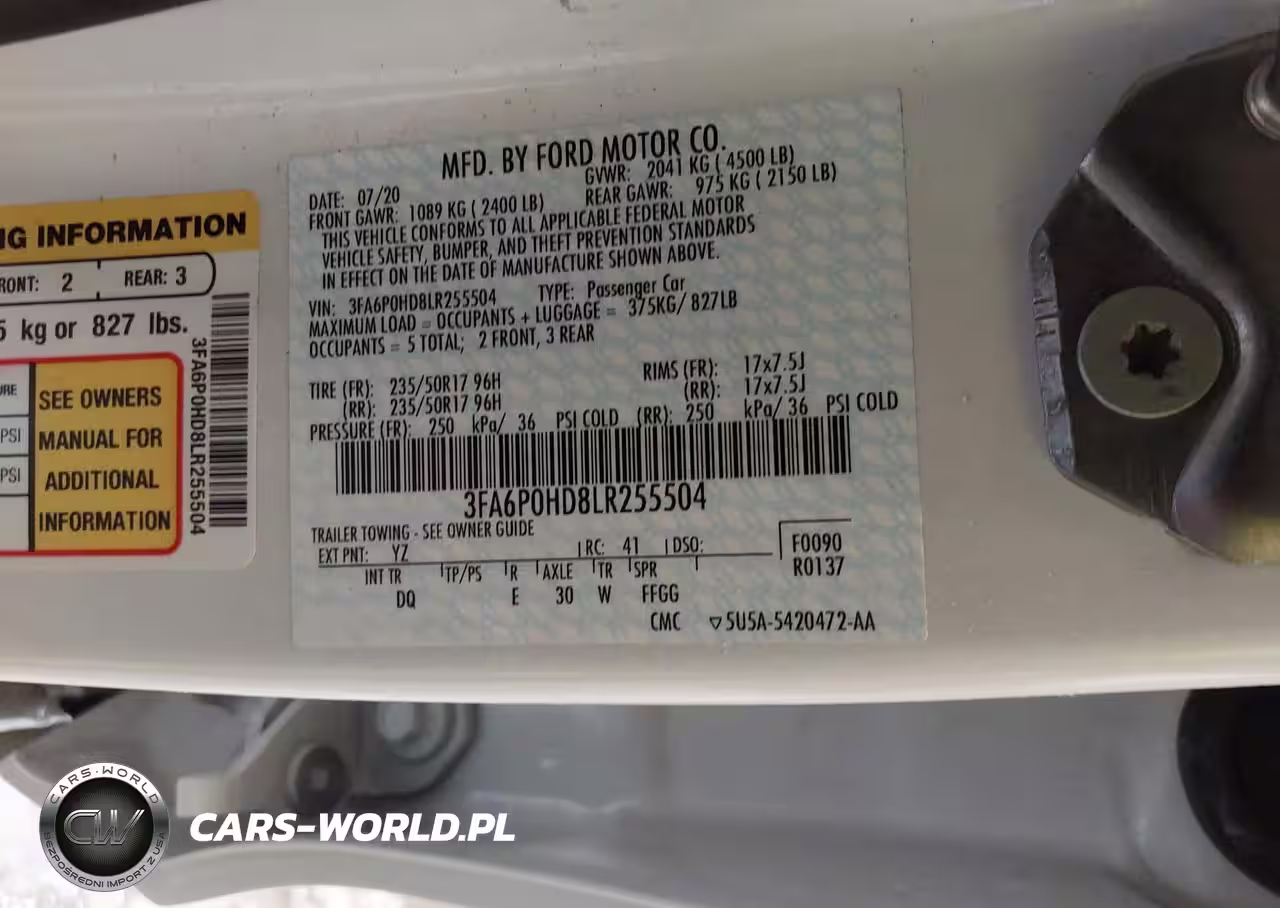 NG INFORMATION
RONT: 2 REAR: 3
5 kg or 827 lbs.
3FA6P0HD8LR255504
URE
PSI
PSI
SEE OWNERS
MANUAL FOR
ADDITIONAL
INFORMATION
MFD. BY FORD MOTOR CO.
DATE: 07/20 GVWR: 2041 KG ( 4500 LB)
FRONT GAWR: 1089 KG ( 2400 LB) REAR GAWR: 975 KG ( 2150 LB)
THIS VEHICLE CONFORMS TO ALL APPLICABLE FEDERAL MOTOR
VEHICLE SAFETY, BUMPER, AND THEFT PREVENTION STANDARDS
IN EFFECT ON THE DATE OF MANUFACTURE SHOWN ABOVE.
VIN: 3FA6P0HD8LR255504 TYPE: Passenger Car
MAXIMUM LOAD = OCCUPANTS + LUGGAGE = 375KG/ 827LB
OCCUPANTS = 5 TOTAL; 2 FRONT, 3 REAR
TIRE (FR): 235/50R17 96H RIMS (FR): 17x7.5J
(RR): 235/50R17 96H (RR): 17x7.5J
PRESSURE (FR): 250 kPa/ 36 PSI COLD (RR): 250 kPa/ 36 PSI COLD
3FA6P0HD8LR255504
TRAILER TOWING - SEE OWNER GUIDE
EXT PNT: YZ RC: 41 DSO: F0090
INT TR TP/PS R AXLE TR SPR R0137
DQ E 30 W FFGG
CMC ▽5U5A-5420472-AA
CARS-WORLD
CW
BEZPOŚREDNI IMPORT Z USA
CARS-WORLD.PL